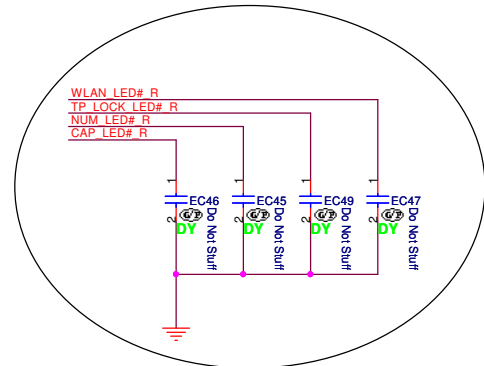 WLAN_LED#_R
TP_LOCK_LED#_R
NUM_LED#_R
CAP_LED#_R
1 1 1 1
EC46 EC45 EC49 EC47
G/P G/P G/P G/P
2 2 2 2
DY DY DY DY
Do Not Stuff
Do Not Stuff
Do Not Stuff
Do Not Stuff